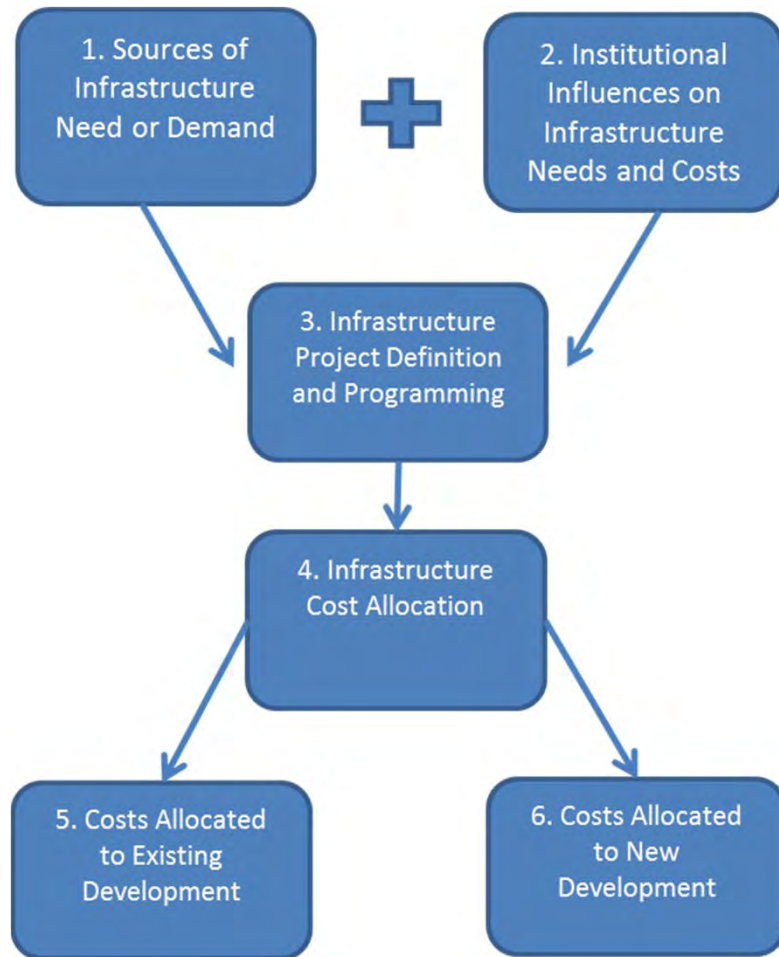 1. Sources of
Infrastructure
Need or Demand
2. Institutional
Influences on
Infrastructure
Needs and Costs
3. Infrastructure
Project Definition
and Programming
4. Infrastructure
Cost Allocation
5. Costs Allocated
to Existing
Development
6. Costs Allocated
to New
Development